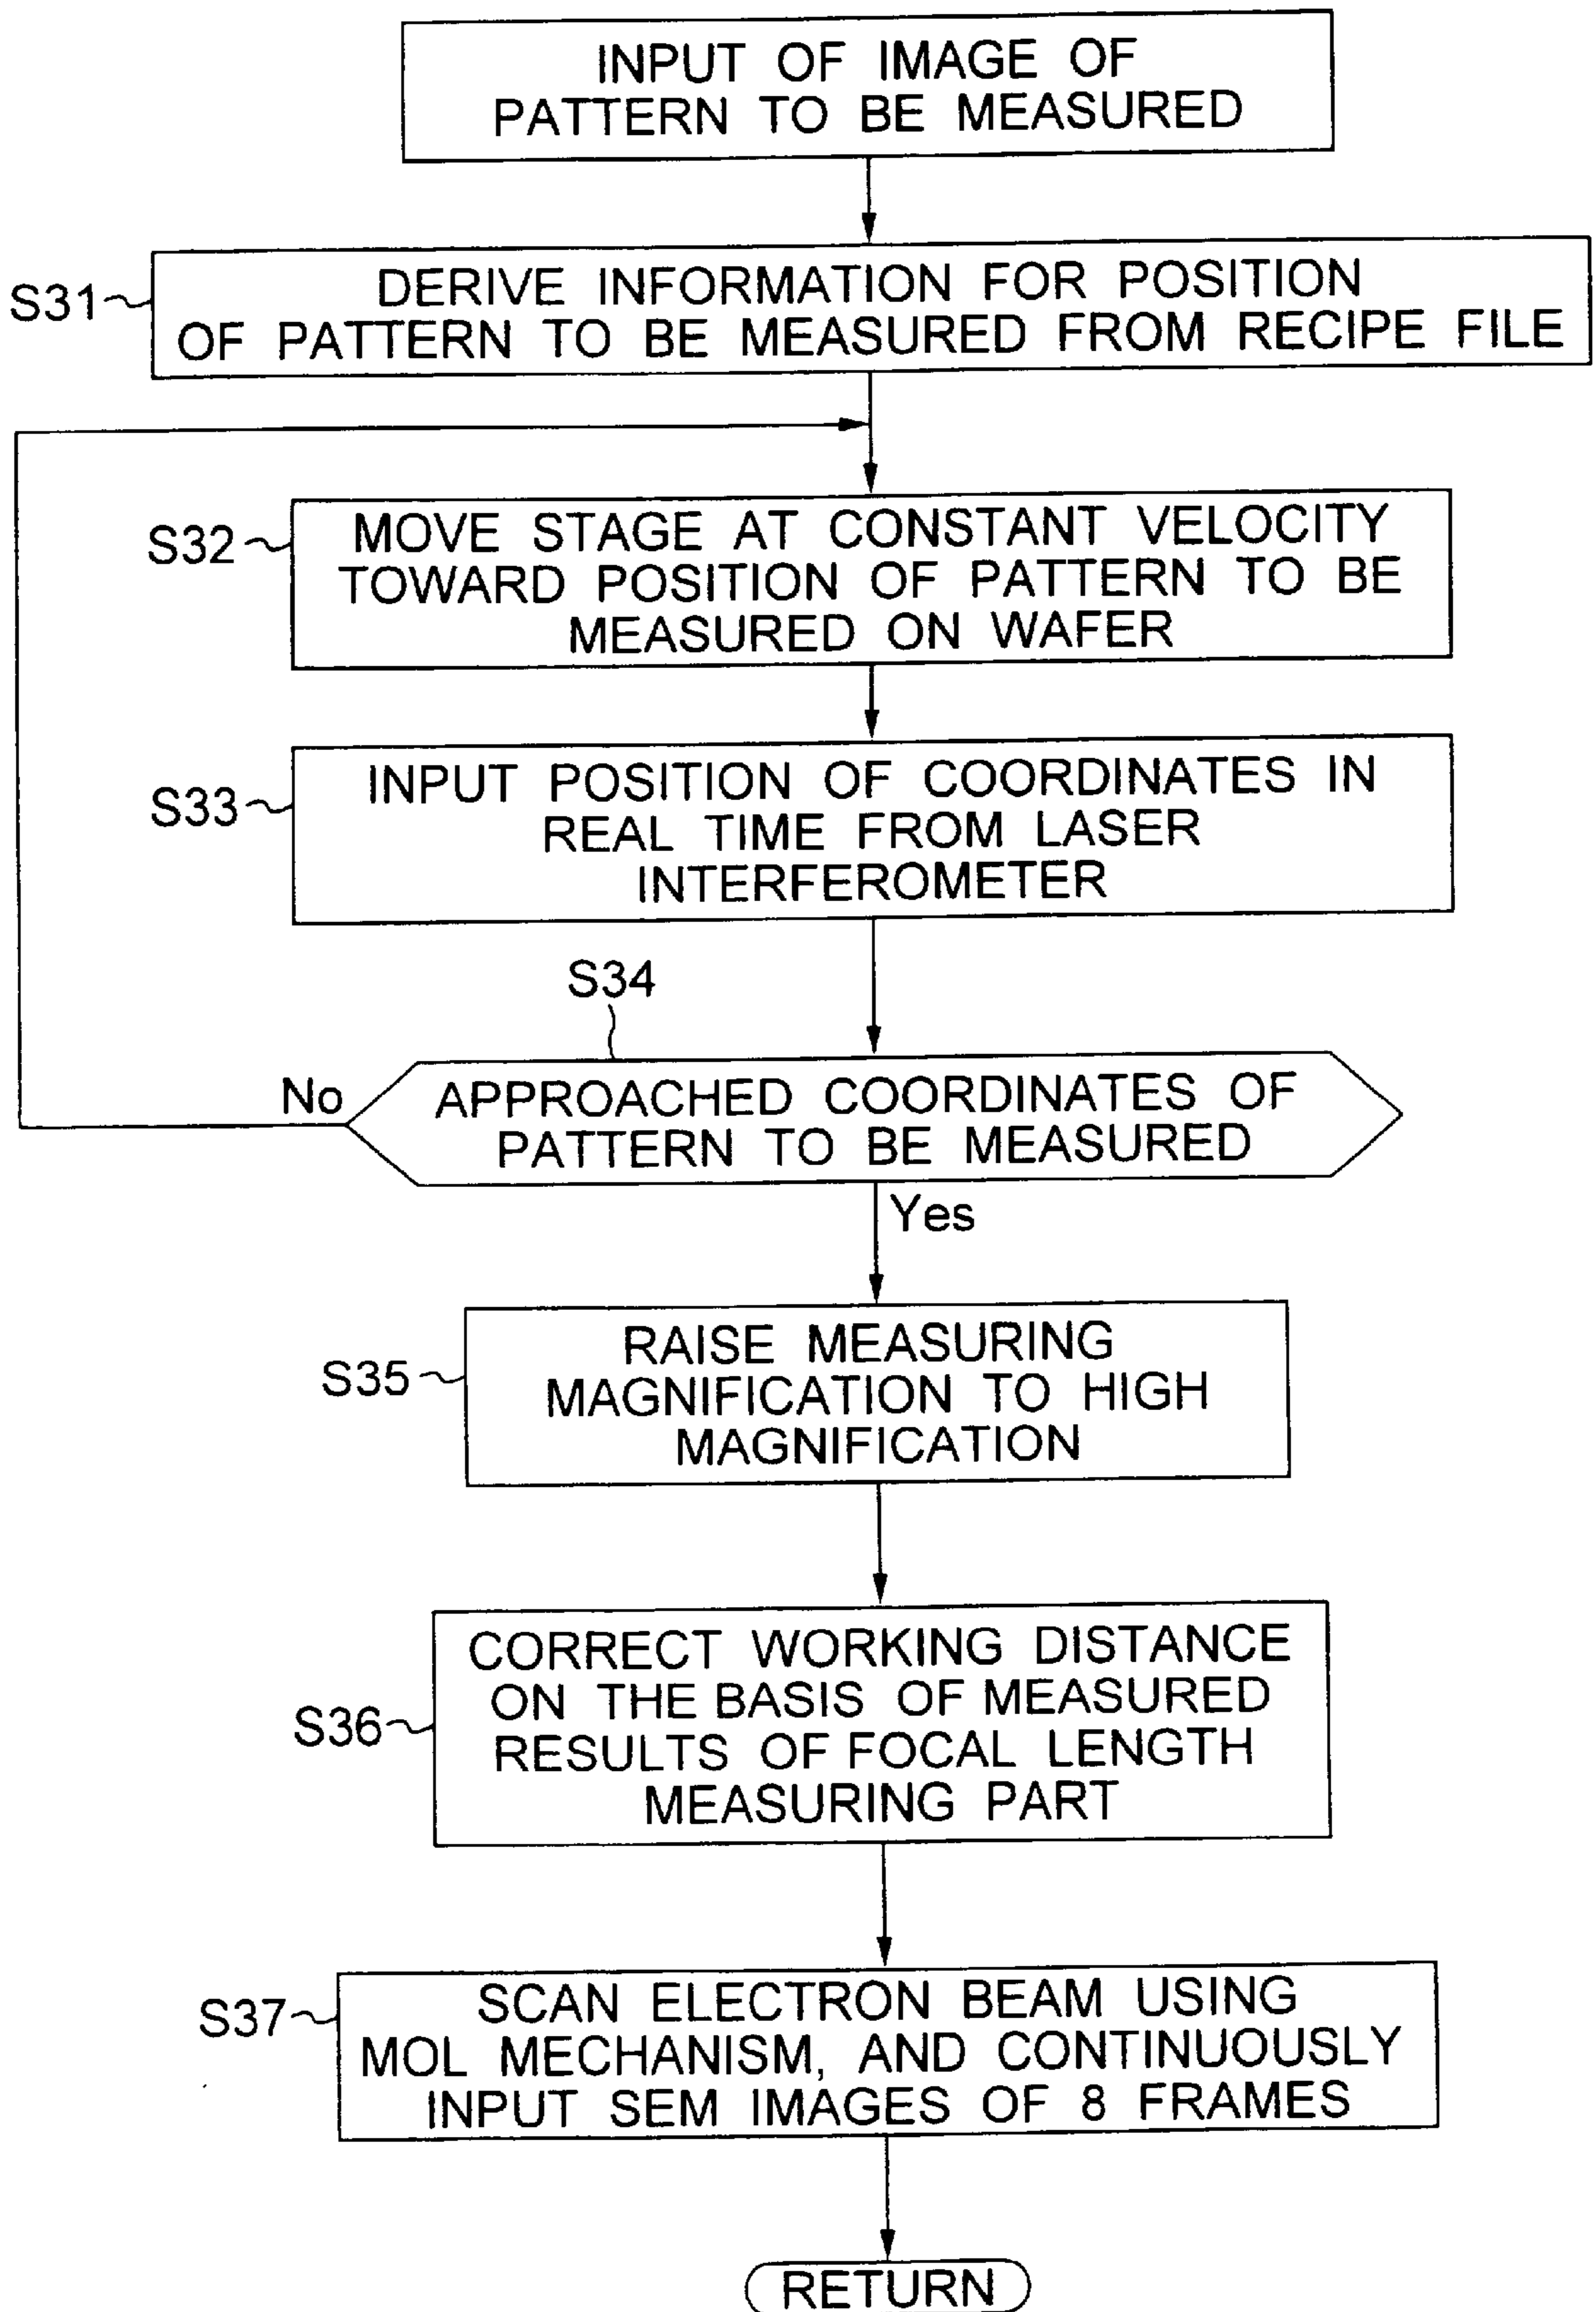 INPUT OF IMAGE OF
PATTERN TO BE MEASURED
S31
DERIVE INFORMATION FOR POSITION
OF PATTERN TO BE MEASURED FROM RECIPE FILE
S32
MOVE STAGE AT CONSTANT VELOCITY
TOWARD POSITION OF PATTERN TO BE
MEASURED ON WAFER
S33
INPUT POSITION OF COORDINATES IN
REAL TIME FROM LASER
INTERFEROMETER
S34
No
APPROACHED COORDINATES OF
PATTERN TO BE MEASURED
Yes
S35
RAISE MEASURING
MAGNIFICATION TO HIGH
MAGNIFICATION
S36
CORRECT WORKING DISTANCE
ON THE BASIS OF MEASURED
RESULTS OF FOCAL LENGTH
MEASURING PART
S37
SCAN ELECTRON BEAM USING
MOL MECHANISM, AND CONTINUOUSLY
INPUT SEM IMAGES OF 8 FRAMES
RETURN